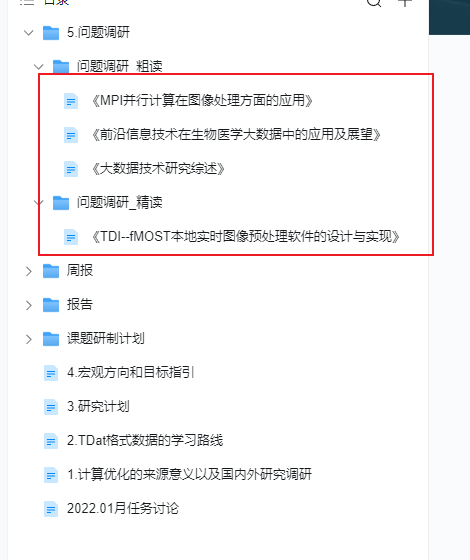 目录
5.问题调研
问题调研_粗读
《MPI并行计算在图像处理方面的应用》
《前沿信息技术在生物医学大数据中的应用及展望》
《大数据技术研究综述》
问题调研_精读
《TDI--fMOST本地实时图像预处理软件的设计与实现》
周报
报告
课题研制计划
4.宏观方向和目标指引
3.研究计划
2.TDat格式数据的学习路线
1.计算优化的来源意义以及国内外研究调研
2022.01月任务讨论